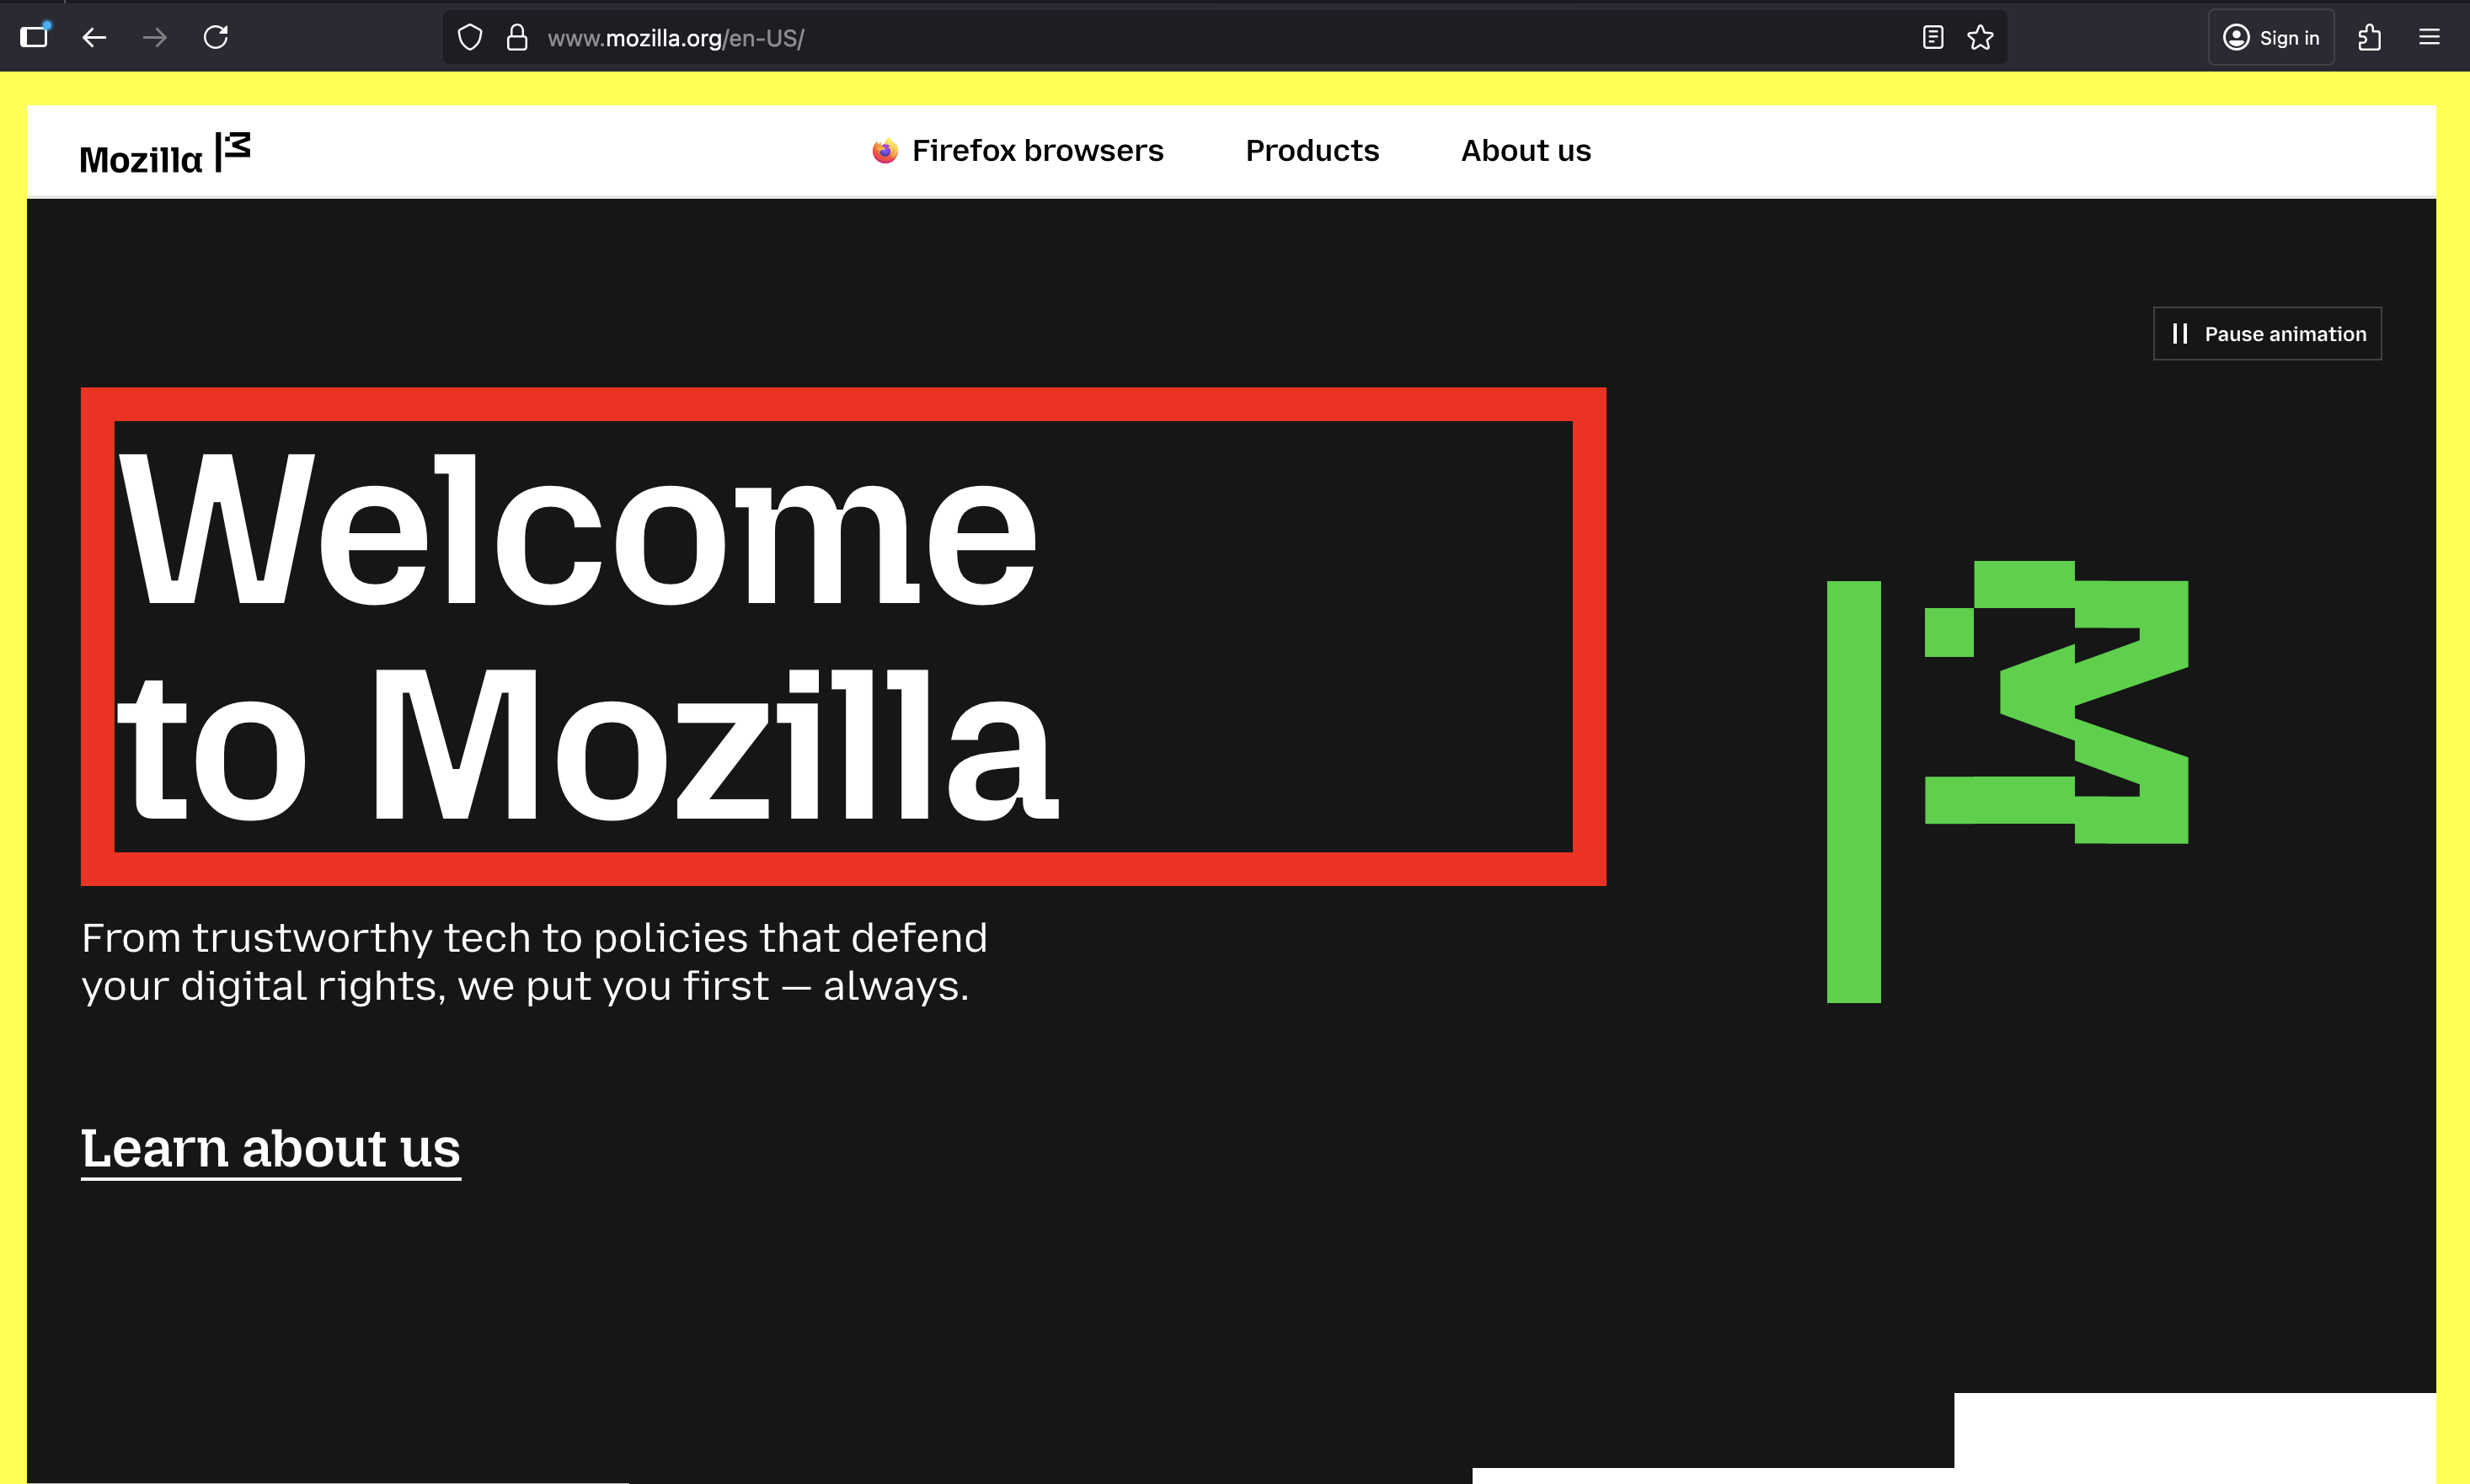 www.mozilla.org/en-US/
Sign in
Mozilla
Firefox browsers
Products
About us
Pause animation
Welcome
to Mozilla
From trustworthy tech to policies that defend
your digital rights, we put you first — always.
Learn about us